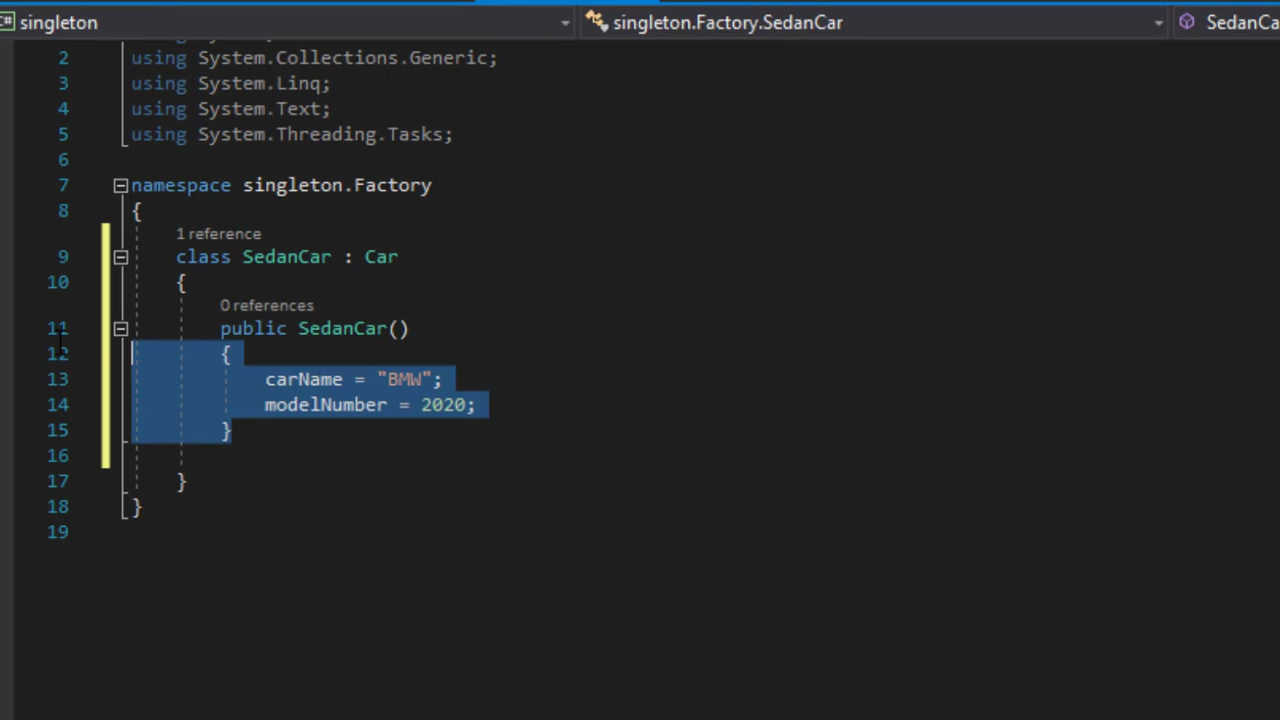 C# singleton singleton.Factory.SedanCar
2 using System.Collections.Generic;
3 using System.Linq;
4 using System.Text;
5 using System.Threading.Tasks;
6
7 namespace singleton.Factory
8 {
1 reference
9 class SedanCar : Car
10 {
0 references
11 public SedanCar()
12 {
13 carName = "BMW";
14 modelNumber = 2020;
15 }
16
17 }
18 }
19